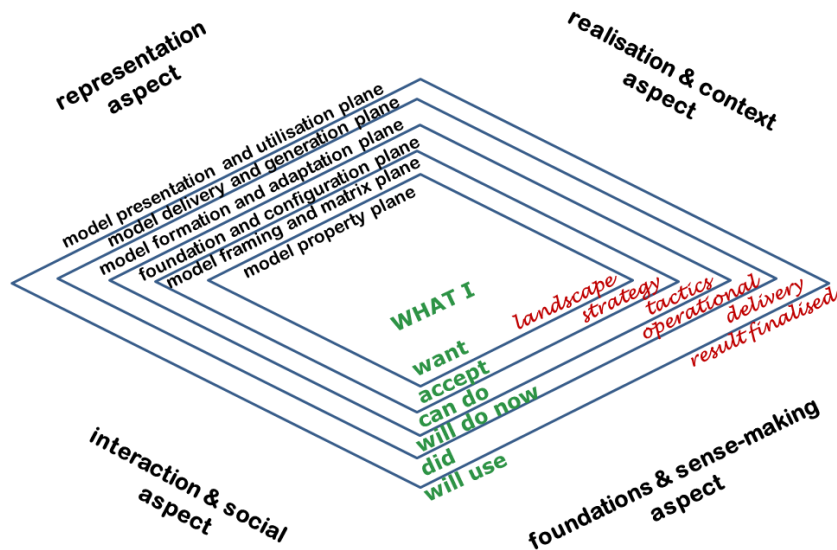 representation
aspect
realisation & context
aspect
model presentation and utilisation plane
model delivery and generation plane
model formation and adaptation plane
foundation and configuration plane
model framing and matrix plane
model property plane
WHAT I
want
accept
can do
will do now
did
will use
landscape
strategy
tactics
operational
delivery
result finalised
interaction & social
aspect
foundations & sense-making
aspect